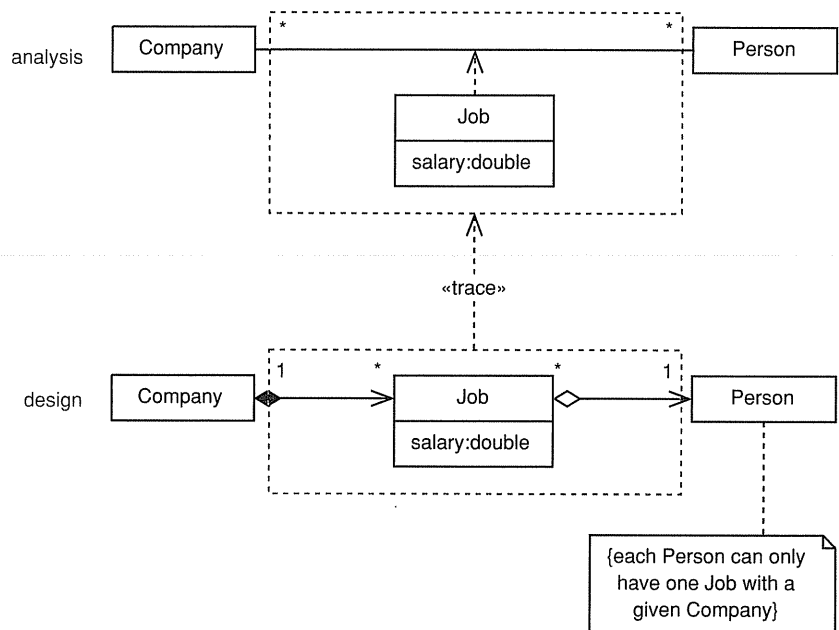 analysis
Company
*
*
Person
Job
salary:double
«trace»
design
Company
1
*
Job
salary:double
*
1
Person
{each Person can only
have one Job with a
given Company}